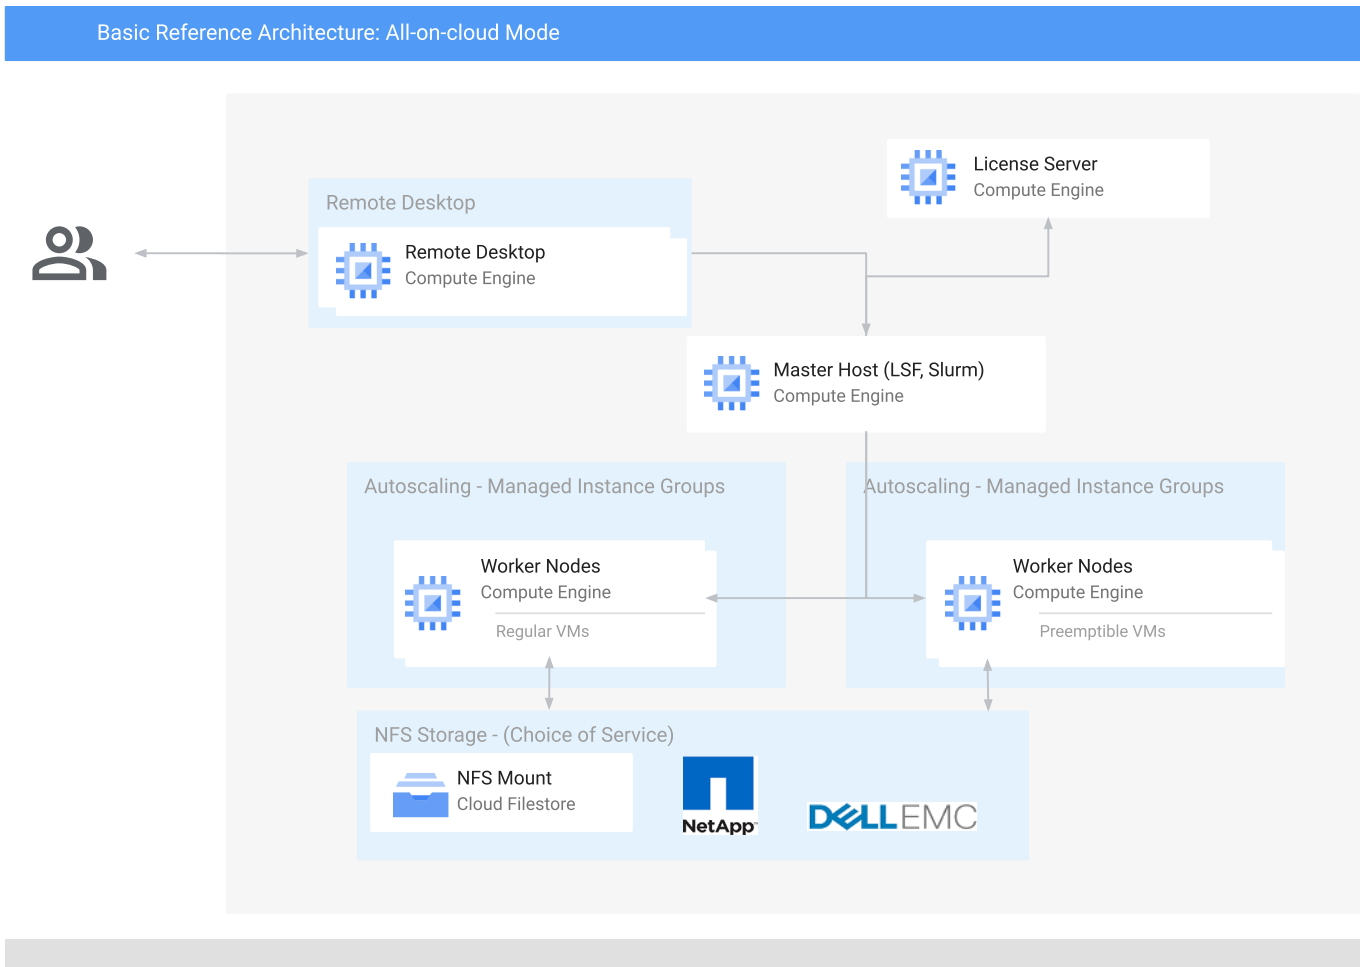 Basic Reference Architecture: All-on-cloud Mode
License Server
Compute Engine
Remote Desktop
Remote Desktop
Compute Engine
Master Host (LSF, Slurm)
Compute Engine
Autoscaling - Managed Instance Groups
Autoscaling - Managed Instance Groups
Worker Nodes
Compute Engine
Regular VMs
Worker Nodes
Compute Engine
Preemptible VMs
NFS Storage - (Choice of Service)
NFS Mount
Cloud Filestore
NetApp™
DELLEMC